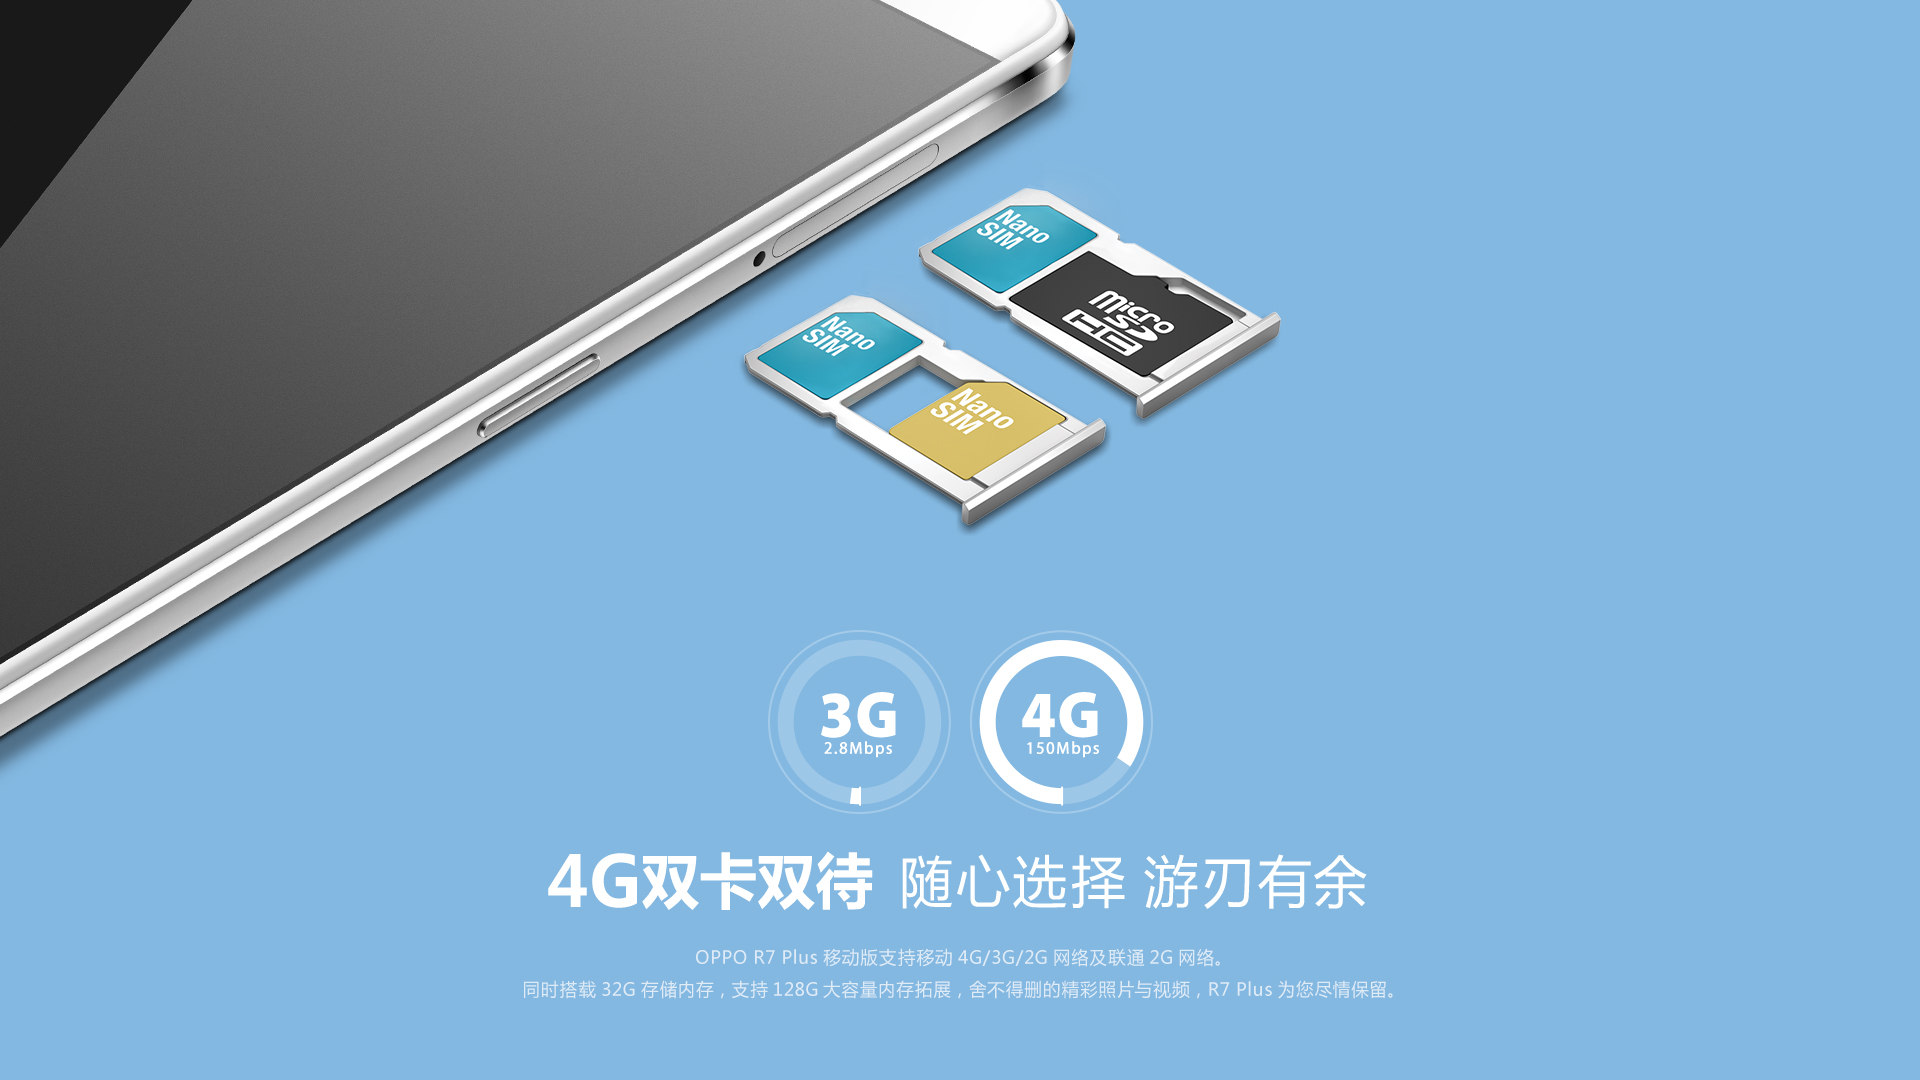 Nano
SIM
micro
SD
HC
Nano
SIM
Nano
SIM
3G
2.8Mbps
4G
150Mbps
4G双卡双待 随心选择 游刃有余
OPPO R7 Plus 移动版支持移动 4G/3G/2G 网络及联通 2G 网络。
同时搭载 32G 存储内存，支持 128G 大容量内存拓展，舍不得删的精彩照片与视频，R7 Plus 为您尽情保留。